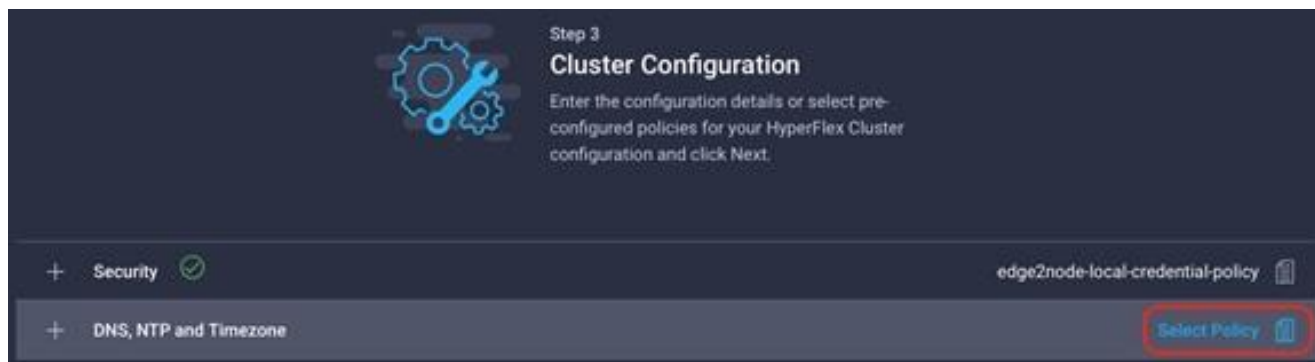 Step 3
Cluster Configuration
Enter the configuration details or select pre-
configured policies for your HyperFlex Cluster
configuration and click Next.
+ Security edge2node-local-credential-policy
+ DNS, NTP and Timezone Select Policy